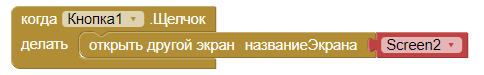 когда Кнопка1 .Щелчок
делать открыть другой экран названиеЭкрана Screen2